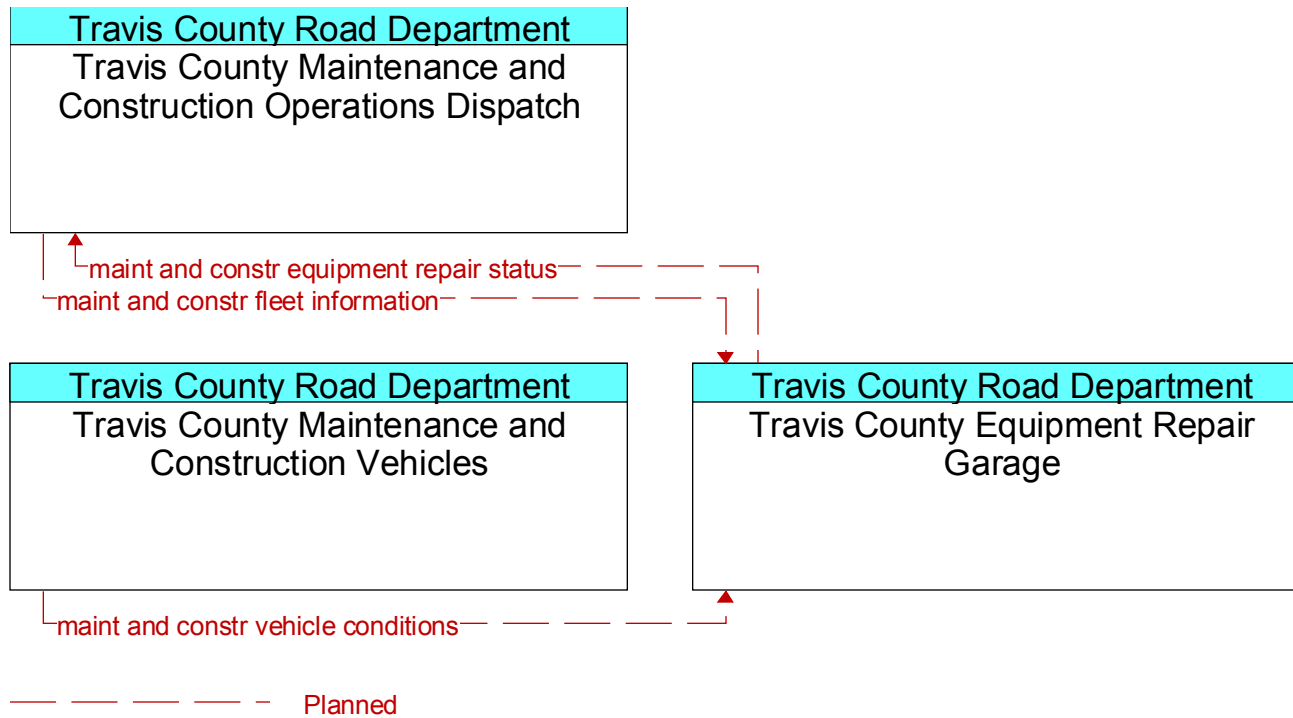 Travis County Road Department
Travis County Maintenance and
Construction Operations Dispatch
maint and constr equipment repair status
maint and constr fleet information
Travis County Road Department
Travis County Maintenance and
Construction Vehicles
Travis County Road Department
Travis County Equipment Repair
Garage
maint and constr vehicle conditions
Planned